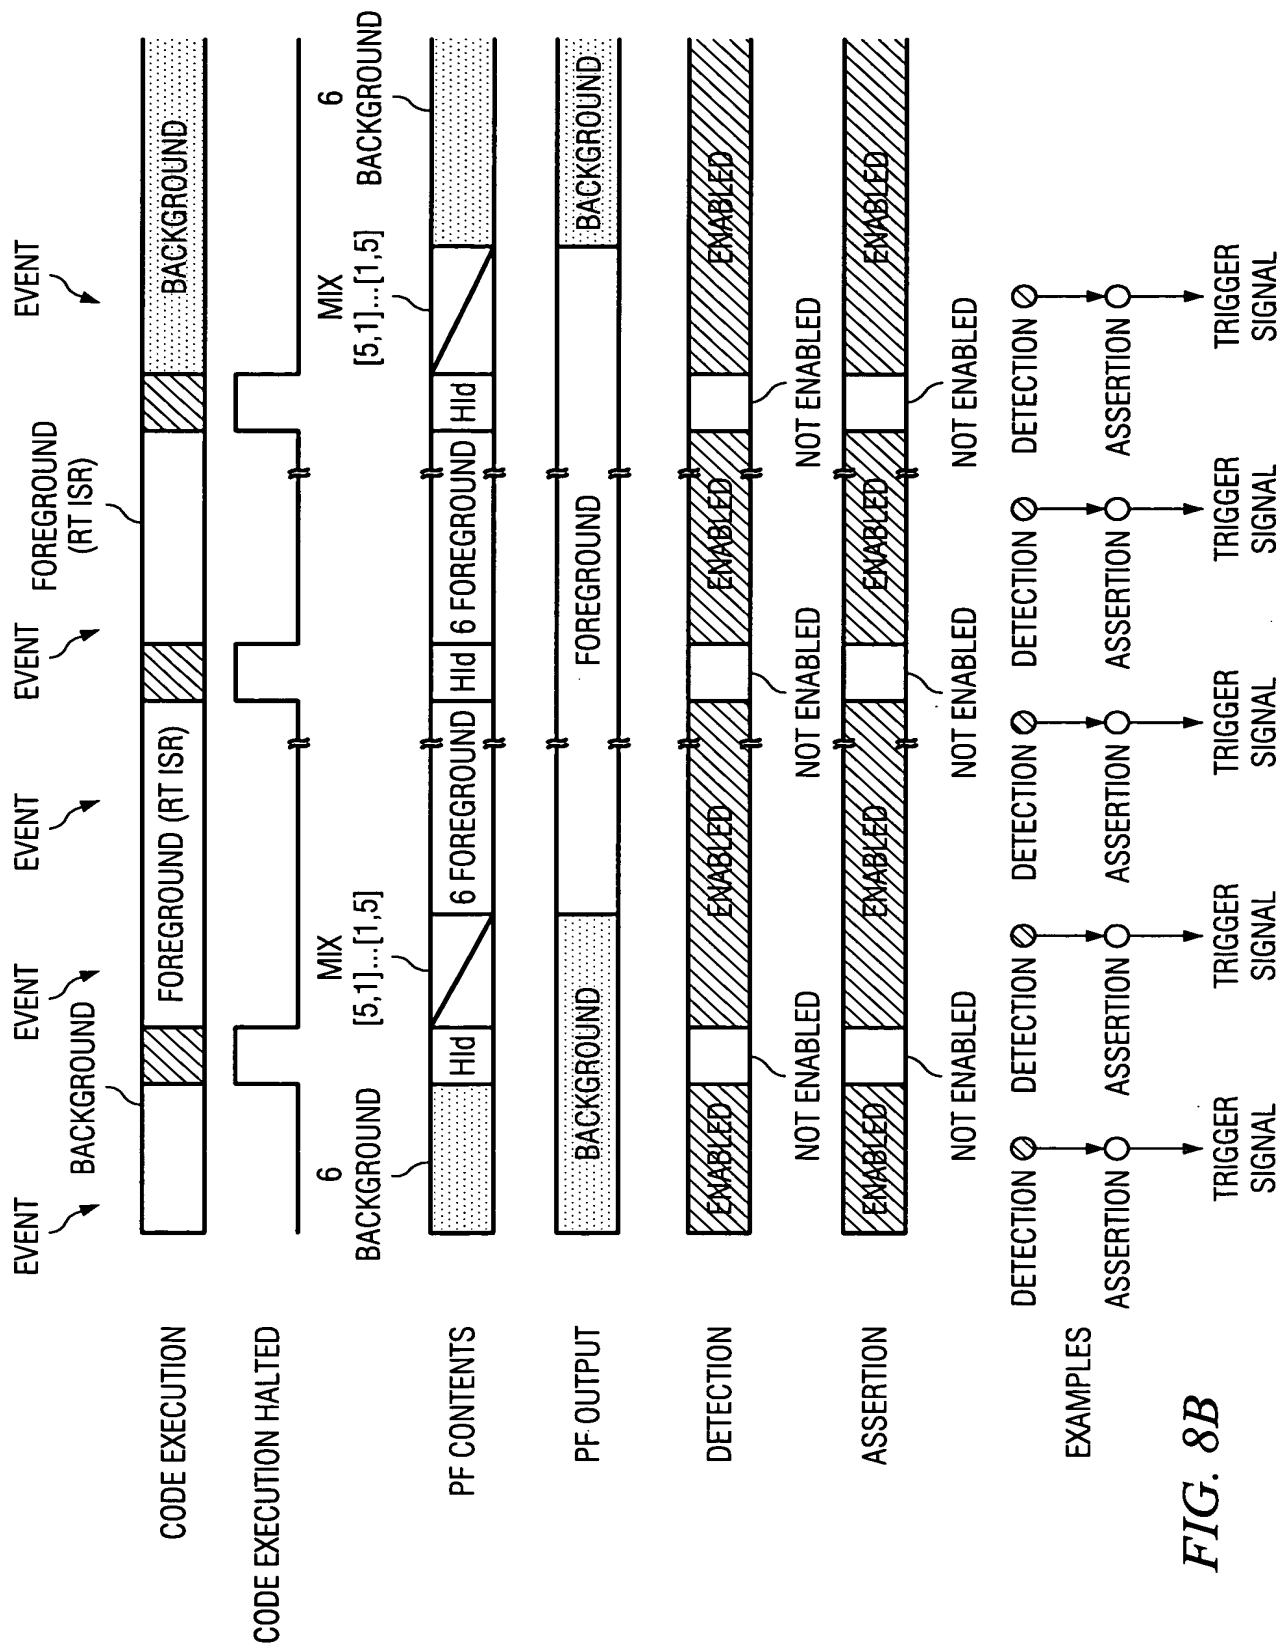 EVENT
EVENT
EVENT
EVENT
EVENT
BACKGROUND
FOREGROUND
(RT ISR)
CODE EXECUTION
FOREGROUND (RT ISR)
BACKGROUND
CODE EXECUTION HALTED
6
BACKGROUND
MIX
[5,1]...[1,5]
MIX
[5,1]...[1,5]
6
BACKGROUND
PF CONTENTS
Hld
6 FOREGROUND
Hld
6 FOREGROUND
Hld
PF OUTPUT
BACKGROUND
FOREGROUND
BACKGROUND
DETECTION
ENABLED
ENABLED
ENABLED
ENABLED
NOT ENABLED
NOT ENABLED
NOT ENABLED
ASSERTION
ENABLED
ENABLED
ENABLED
ENABLED
NOT ENABLED
NOT ENABLED
NOT ENABLED
EXAMPLES
DETECTION
DETECTION
DETECTION
DETECTION
DETECTION
ASSERTION
ASSERTION
ASSERTION
ASSERTION
ASSERTION
TRIGGER
SIGNAL
TRIGGER
SIGNAL
TRIGGER
SIGNAL
TRIGGER
SIGNAL
TRIGGER
SIGNAL
FIG. 8B